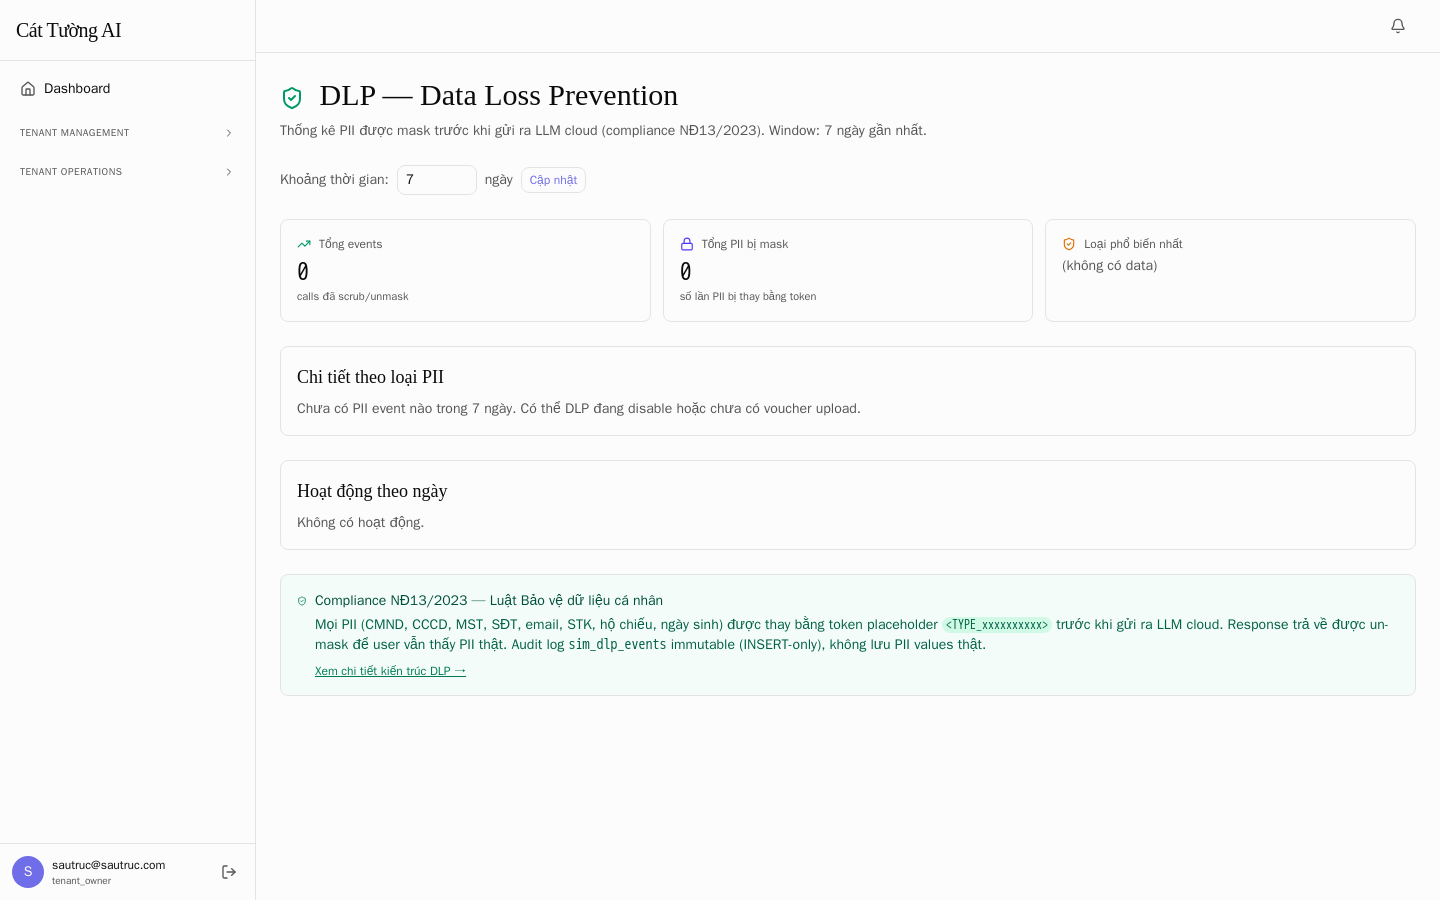 Cát Tường AI
Dashboard
TENANT MANAGEMENT
TENANT OPERATIONS
DLP — Data Loss Prevention
Thống kê PII được mask trước khi gửi ra LLM cloud (compliance NĐ13/2023). Window: 7 ngày gần nhất.
Khoảng thời gian: 7 ngày Cập nhật
Tổng events
0
calls đã scrub/unmask
Tổng PII bị mask
0
số lần PII bị thay bằng token
Loại phổ biến nhất
(không có data)
Chi tiết theo loại PII
Chưa có PII event nào trong 7 ngày. Có thể DLP đang disable hoặc chưa có voucher upload.
Hoạt động theo ngày
Không có hoạt động.
Compliance NĐ13/2023 — Luật Bảo vệ dữ liệu cá nhân
Mọi PII (CMND, CCCD, MST, SĐT, email, STK, hộ chiếu, ngày sinh) được thay bằng token placeholder <TYPE_xxxxxxxxxx> trước khi gửi ra LLM cloud. Response trả về được un-
mask để user vẫn thấy PII thật. Audit log sim_dlp_events immutable (INSERT-only), không lưu PII values thật.
Xem chi tiết kiến trúc DLP →
S
sautruc@sautruc.com
tenant_owner